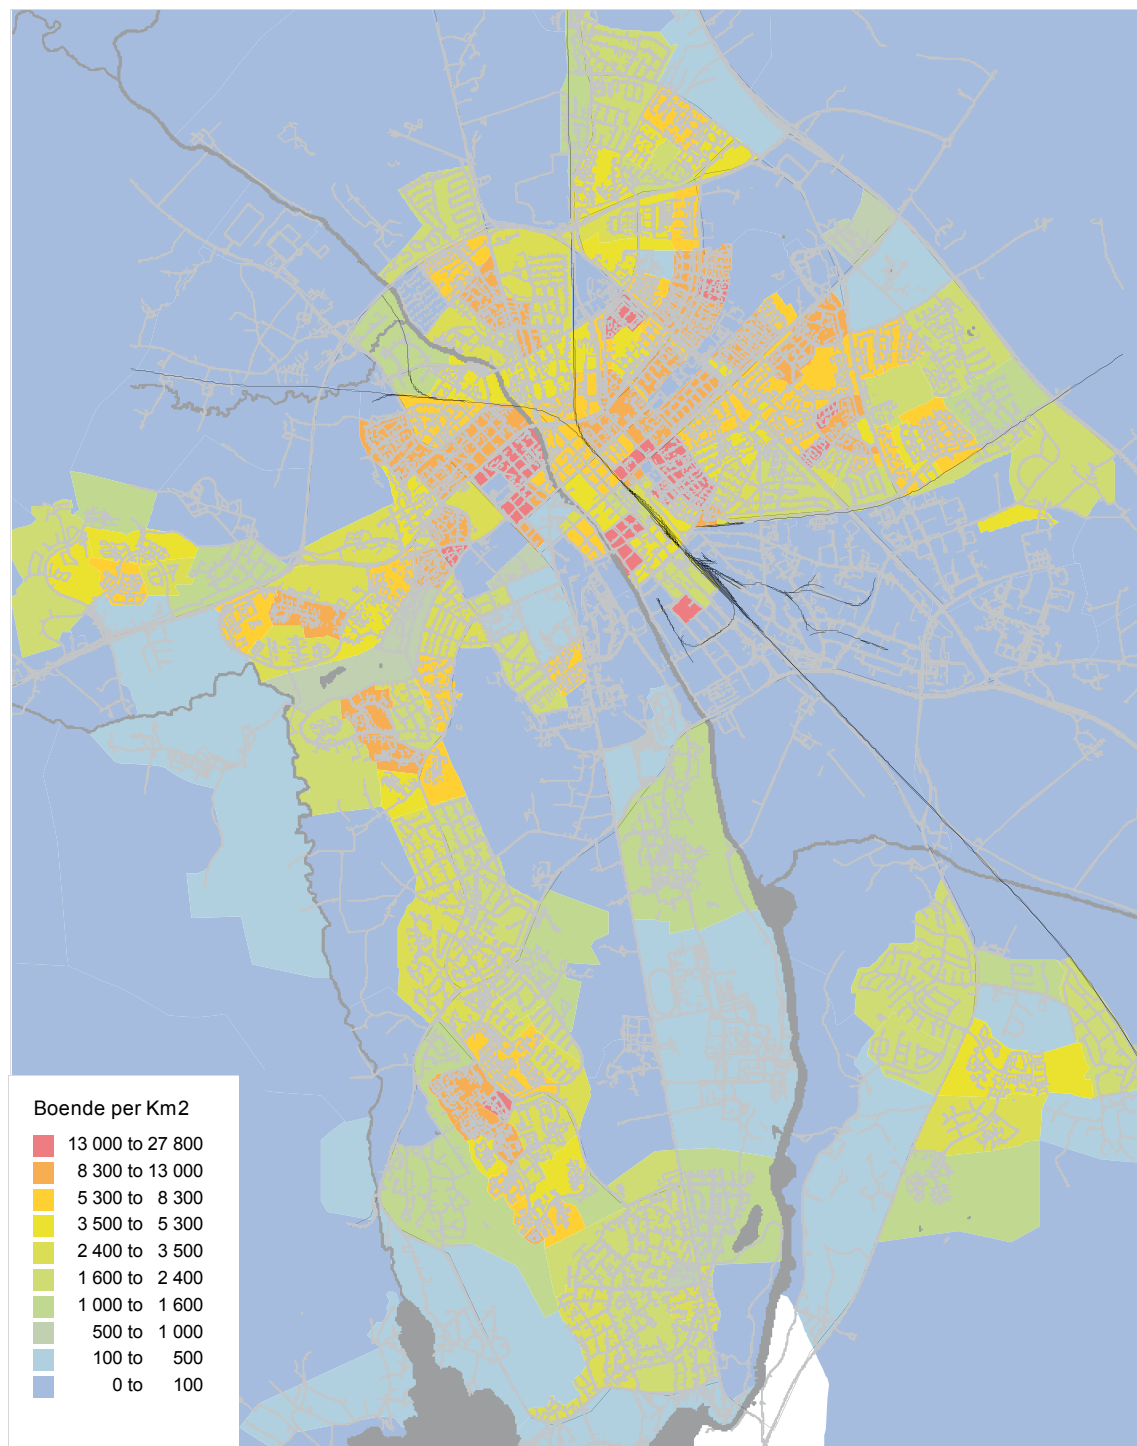 Boende per Km2
13 000 to 27 800
8 300 to 13 000
5 300 to 8 300
3 500 to 5 300
2 400 to 3 500
1 600 to 2 400
1 000 to 1 600
500 to 1 000
100 to 500
0 to 100